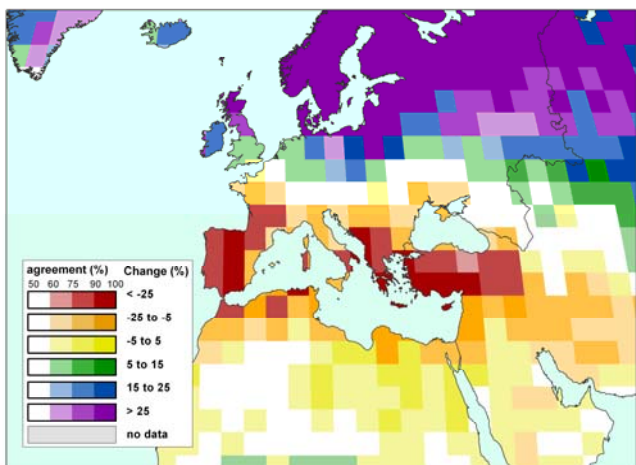 agreement (%) Change (%)
50 60 75 90 100
< -25
-25 to -5
-5 to 5
5 to 15
15 to 25
> 25
no data